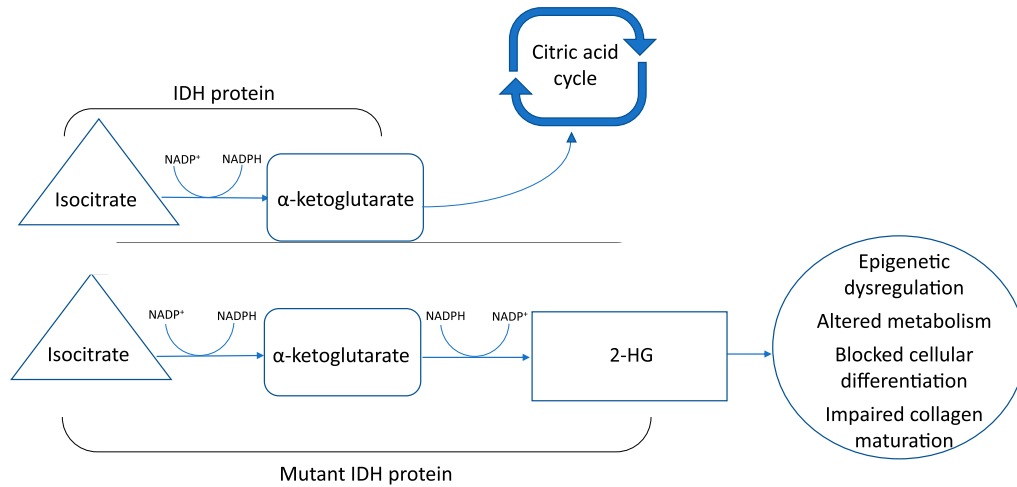 Citric acid
cycle
IDH protein
NADP⁺
NADPH
Isocitrate
α-ketoglutarate
Isocitrate
NADP⁺
NADPH
α-ketoglutarate
NADPH
NADP⁺
2-HG
Epigenetic
dysregulation
Altered metabolism
Blocked cellular
differentiation
Impaired collagen
maturation
Mutant IDH protein